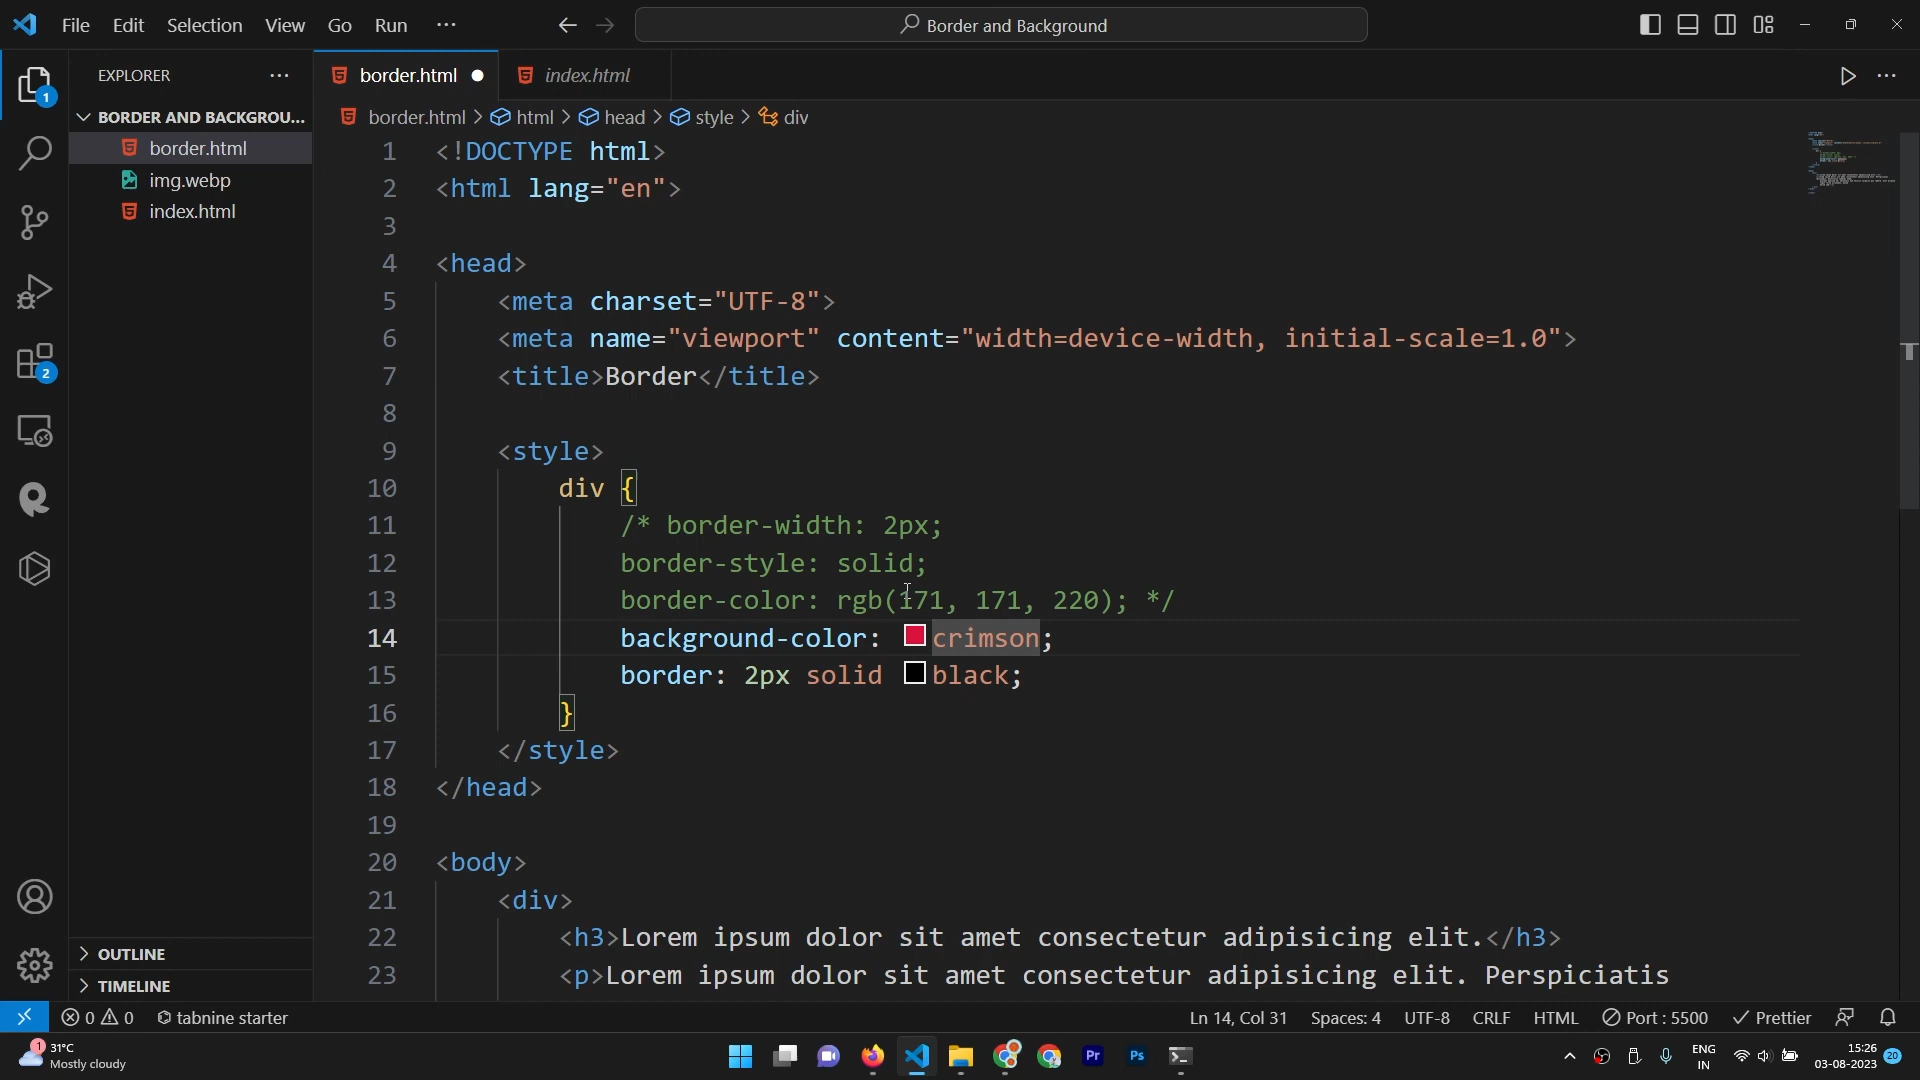 File Edit Selection View Go Run ···
Border and Background
EXPLORER ···
border.html
index.html
BORDER AND BACKGROU...
border.html
img.webp
index.html
border.html > html > head > style > div
1 <!DOCTYPE html>
2 <html lang="en">
3
4 <head>
5 <meta charset="UTF-8">
6 <meta name="viewport" content="width=device-width, initial-scale=1.0">
7 <title>Border</title>
8
9 <style>
10 div {
11 /* border-width: 2px;
12 border-style: solid;
13 border-color: rgb(171, 171, 220); */
14 background-color: crimson;
15 border: 2px solid black;
16 }
17 </style>
18 </head>
19
20 <body>
21 <div>
22 <h3>Lorem ipsum dolor sit amet consectetur adipisicing elit.</h3>
23 <p>Lorem ipsum dolor sit amet consectetur adipisicing elit. Perspiciatis
1
2
OUTLINE
TIMELINE
0 0 tabnine starter Ln 14, Col 31 Spaces: 4 UTF-8 CRLF HTML Port : 5500 Prettier
1
31°C
Mostly cloudy
Pr
Ps
ENG
IN
15:26
03-08-2023
20